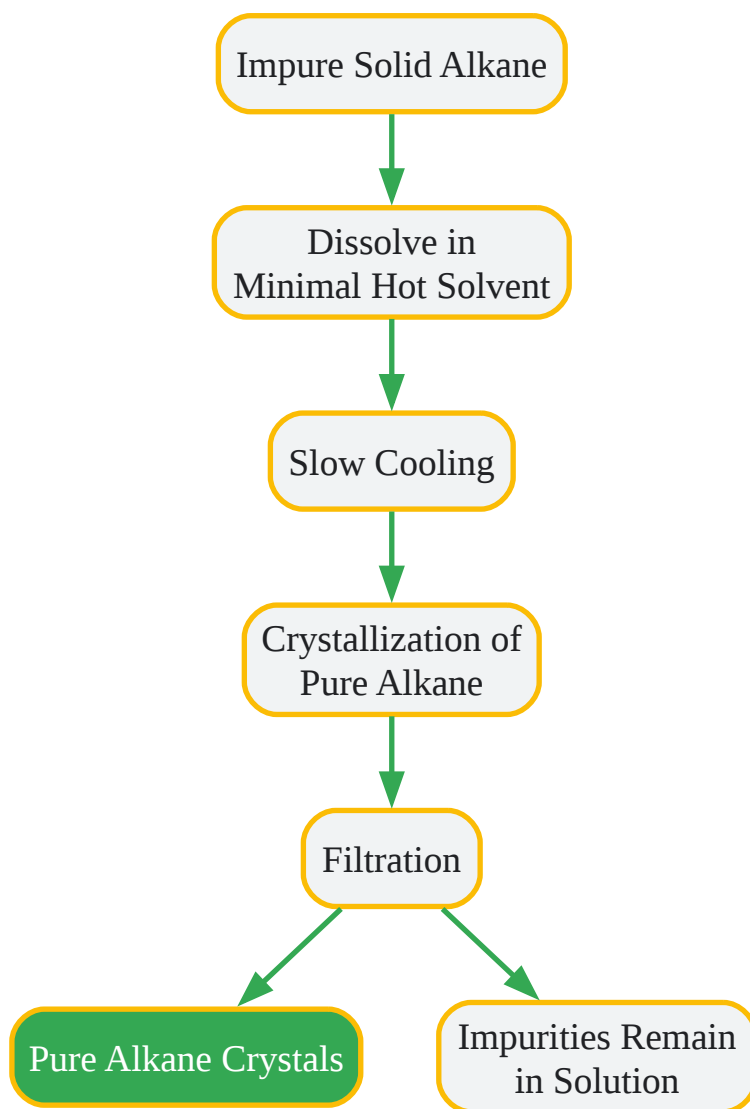 Impure Solid Alkane
Dissolve in
Minimal Hot Solvent
Slow Cooling
Crystallization of
Pure Alkane
Filtration
Pure Alkane Crystals
Impurities Remain
in Solution